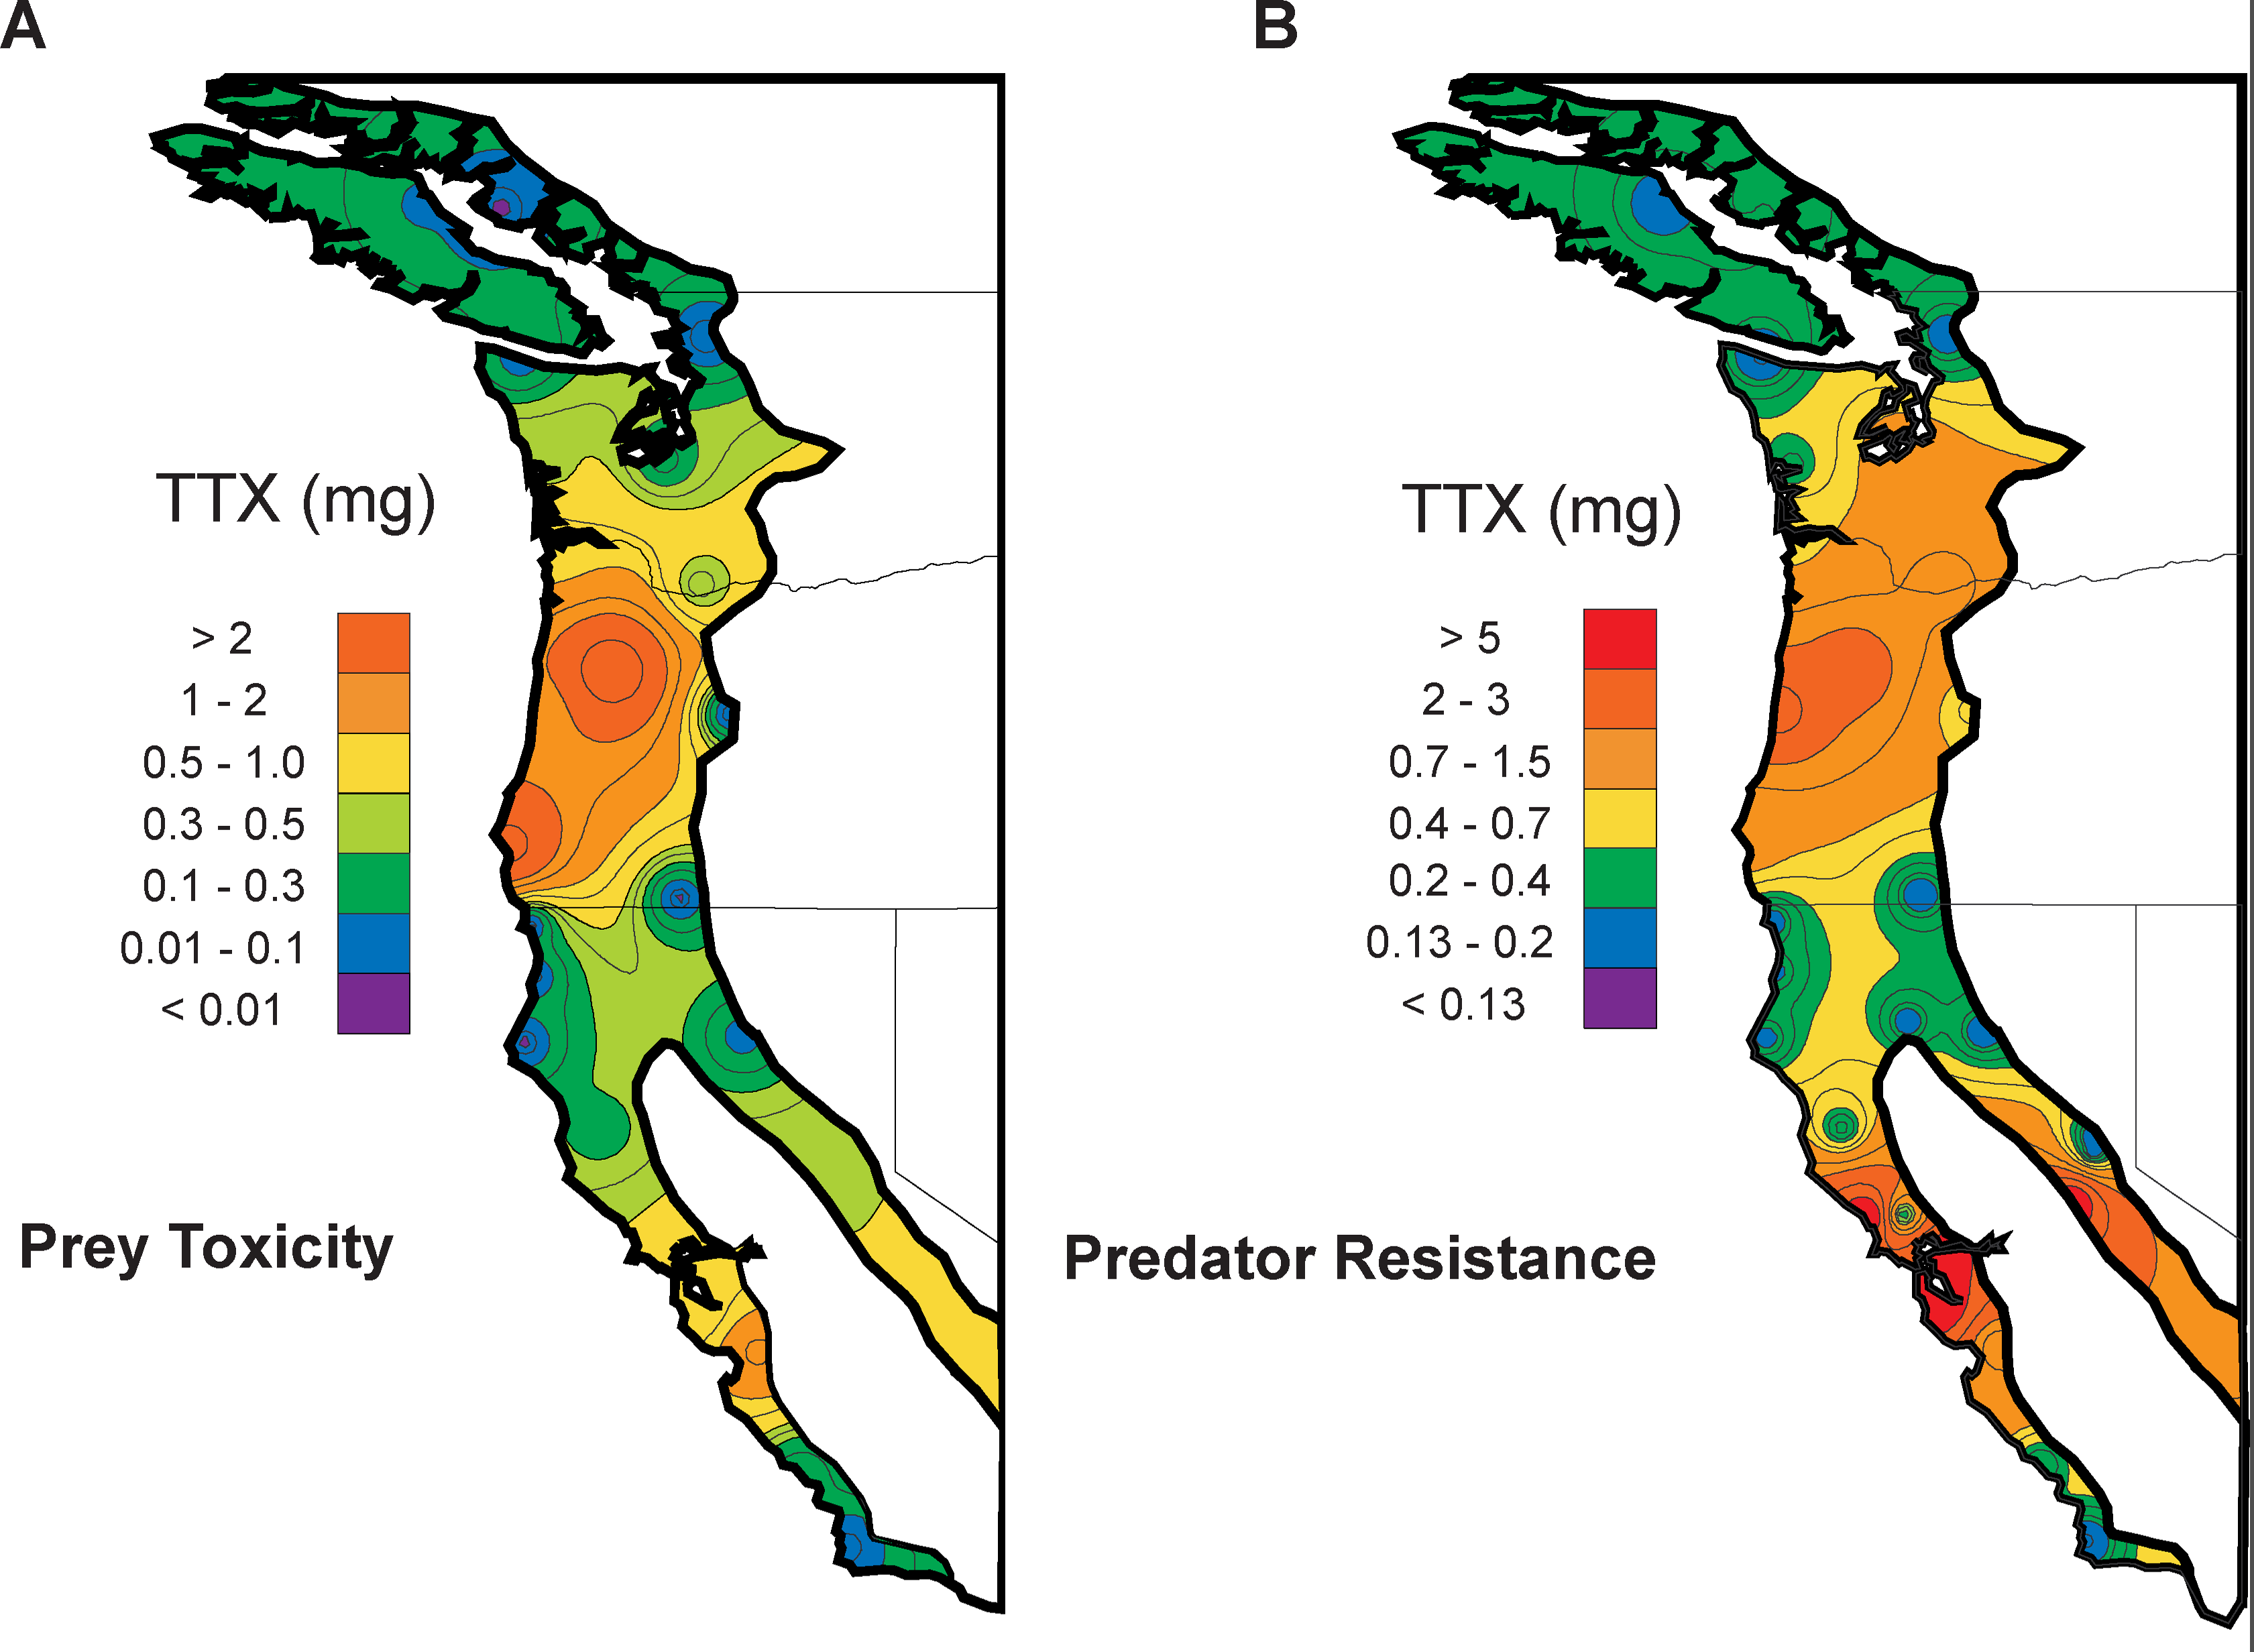 A
B
TTX (mg)
> 2
1 - 2
0.5 - 1.0
0.3 - 0.5
0.1 - 0.3
0.01 - 0.1
< 0.01
Prey Toxicity
TTX (mg)
> 5
2 - 3
0.7 - 1.5
0.4 - 0.7
0.2 - 0.4
0.13 - 0.2
< 0.13
Predator Resistance